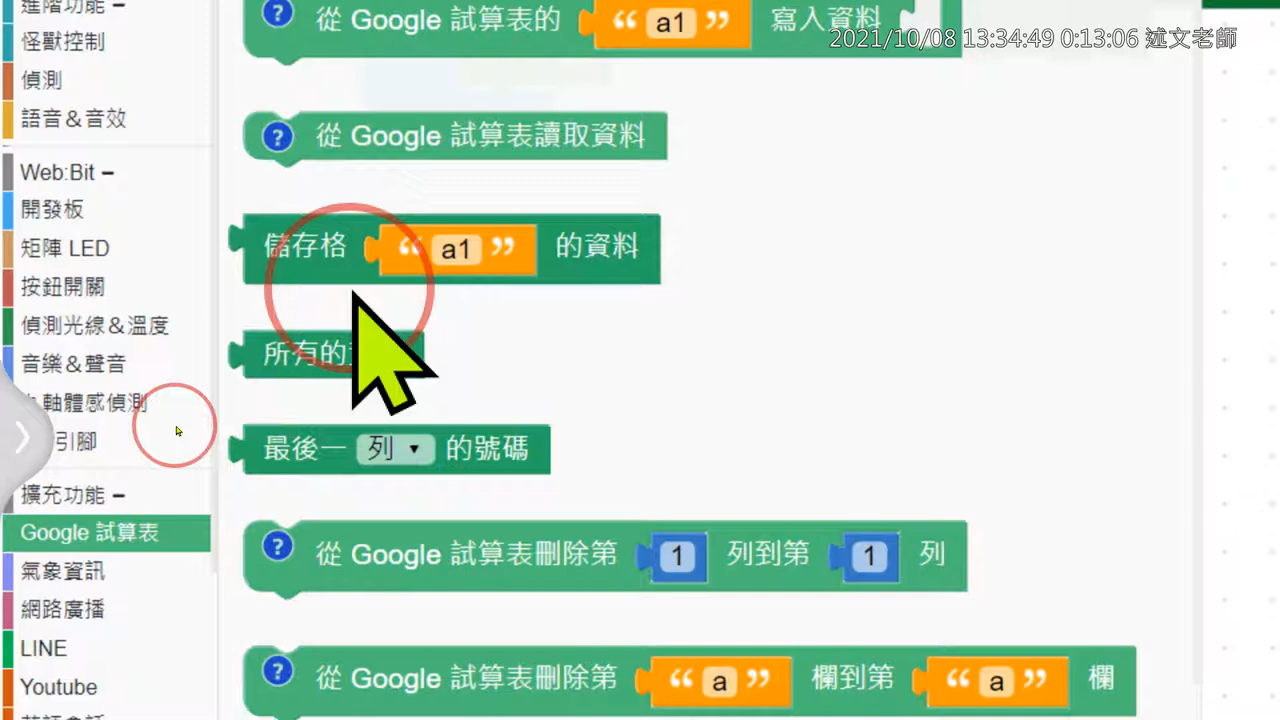 進階功能
怪獸控制
偵測
語音＆音效
Web:Bit
開發板
矩陣 LED
按鈕開關
偵測光線＆溫度
音樂＆聲音
軸體感偵測
引腳
擴充功能
Google 試算表
氣象資訊
網路廣播
LINE
Youtube
從 Google 試算表的 “ a1 ” 寫入資料
2021/10/08 13:34:49 0:13:06 述文老師
從 Google 試算表讀取資料
儲存格 “ a1 ” 的資料
所有的
最後一 列 的號碼
從 Google 試算表刪除第 1 列到第 1 列
從 Google 試算表刪除第 “ a ” 欄到第 “ a ” 欄